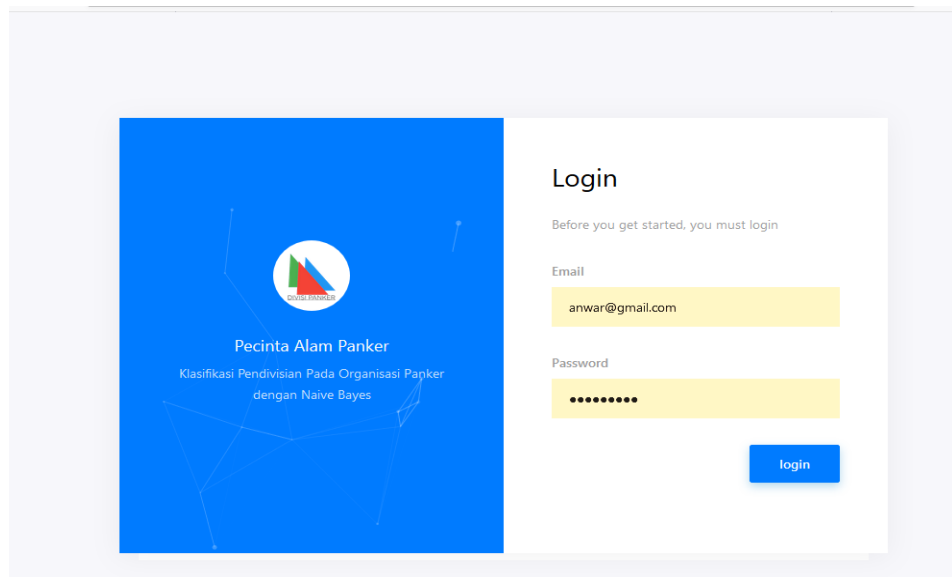 DIVISI PANKER
Pecinta Alam Panker
Klasifikasi Pendivisian Pada Organisasi Panker
dengan Naive Bayes
Login
Before you get started, you must login
Email
anwar@gmail.com
Password
●●●●●●●●●
login